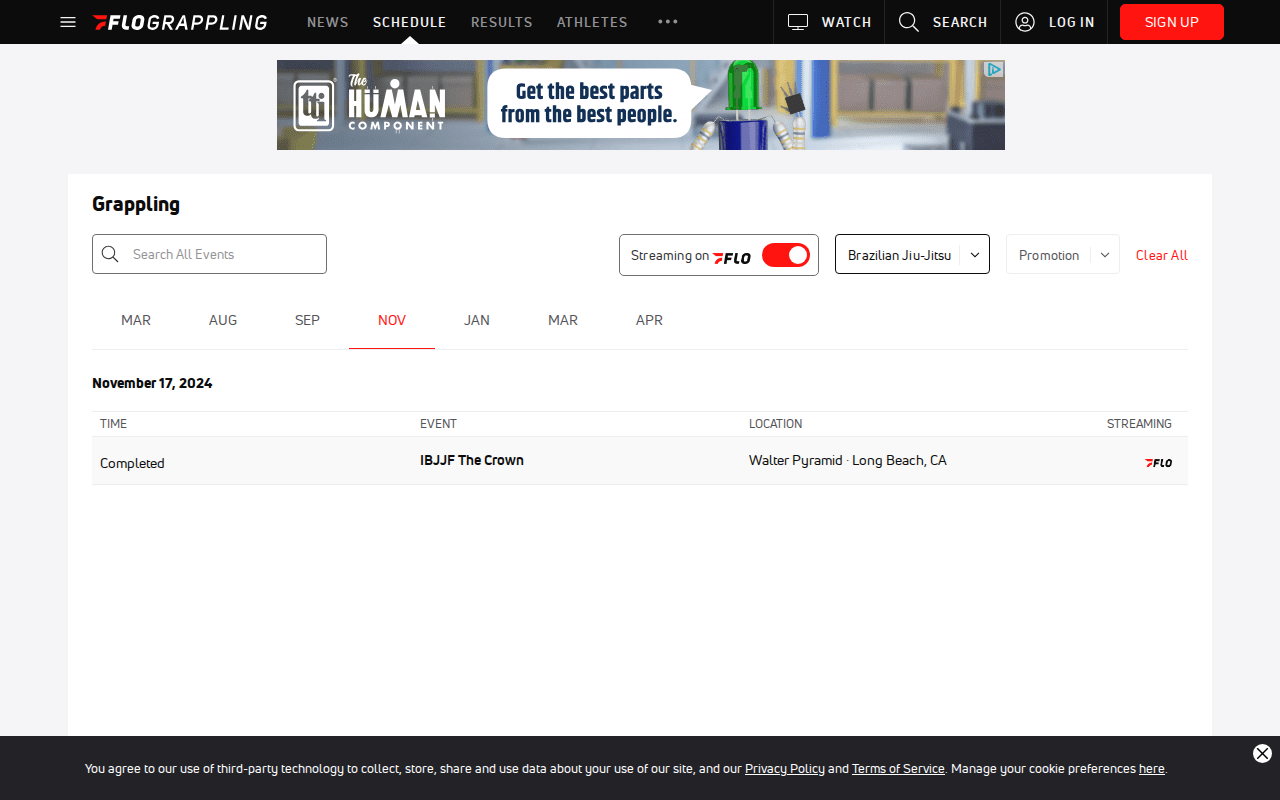 FLOGRAPPLING
NEWS
SCHEDULE
RESULTS
ATHLETES
WATCH
SEARCH
LOG IN
SIGN UP
tti
The
HUMAN
COMPONENT
Get the best parts
from the best people.
Grappling
Search All Events
Streaming on FLO
Brazilian Jiu-Jitsu
Promotion
Clear All
MAR
AUG
SEP
NOV
JAN
MAR
APR
November 17, 2024
TIME
EVENT
LOCATION
STREAMING
Completed
IBJJF The Crown
Walter Pyramid · Long Beach, CA
FLO
You agree to our use of third-party technology to collect, store, share and use data about your use of our site, and our Privacy Policy and Terms of Service. Manage your cookie preferences here.